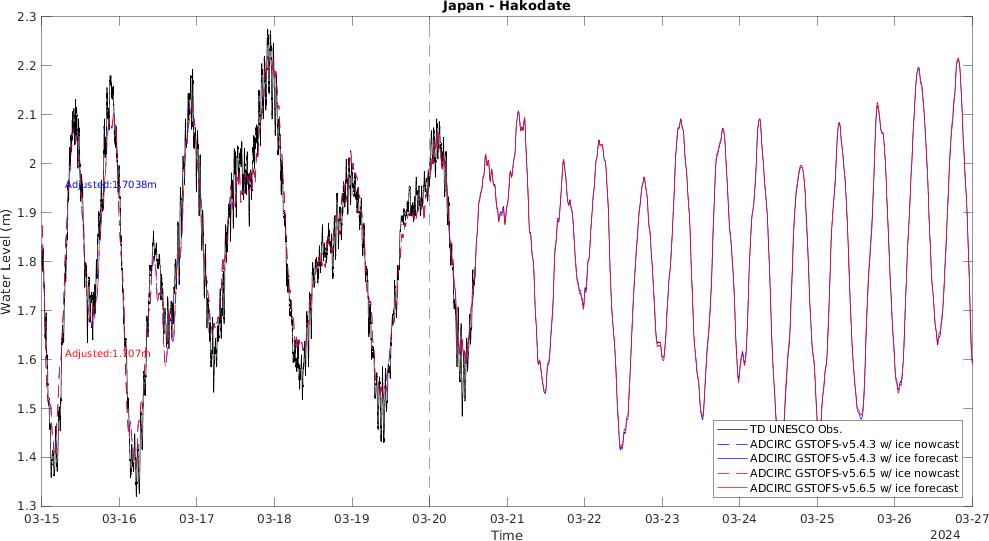 Japan - Hakodate
2.3
2.2
2.1
2
1.9
1.8
1.7
1.6
1.5
1.4
1.3
Water Level (m)
Adjusted:1.7038m
Adjusted:1.707m
TD UNESCO Obs.
ADCIRC GSTOFS-v5.4.3 w/ ice nowcast
ADCIRC GSTOFS-v5.4.3 w/ ice forecast
ADCIRC GSTOFS-v5.6.5 w/ ice nowcast
ADCIRC GSTOFS-v5.6.5 w/ ice forecast
03-15 03-16 03-17 03-18 03-19 03-20 03-21 03-22 03-23 03-24 03-25 03-26 03-27
Time
2024